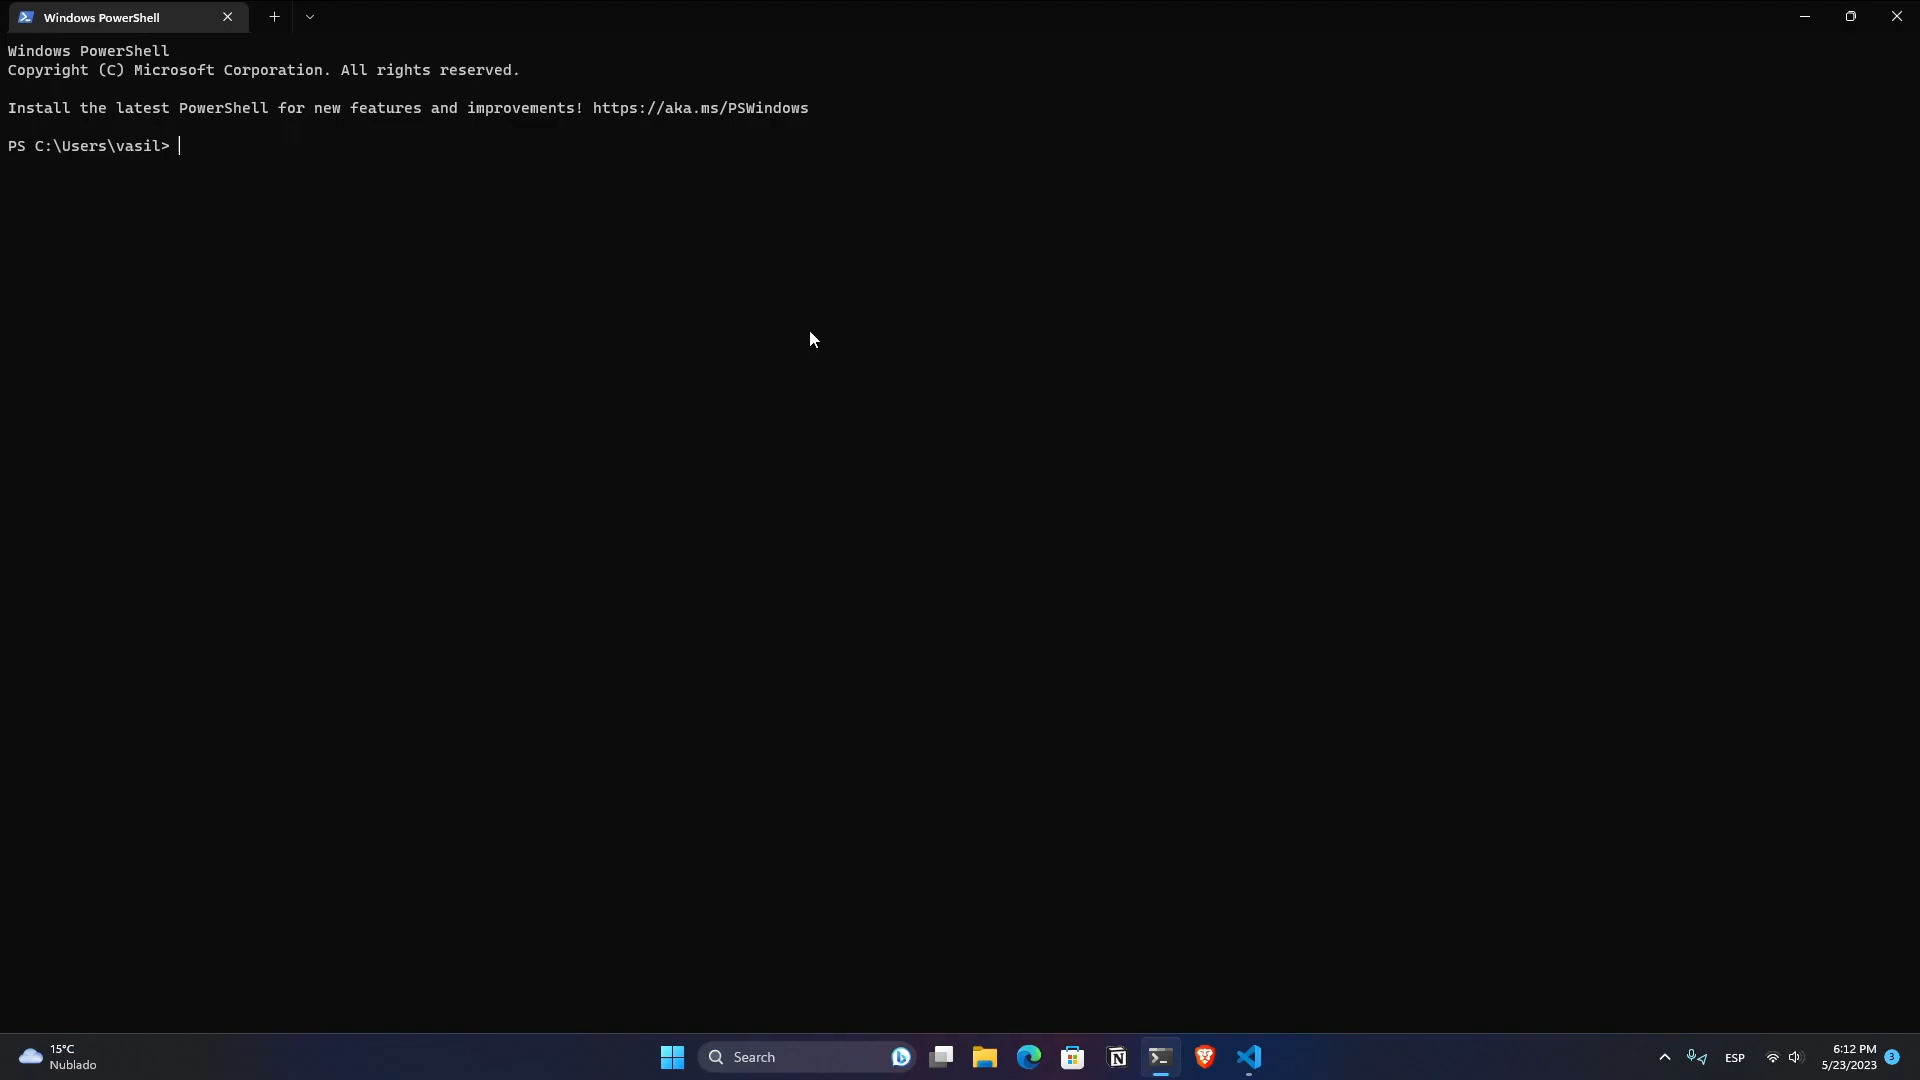 Windows PowerShell
Windows PowerShell
Copyright (C) Microsoft Corporation. All rights reserved.
Install the latest PowerShell for new features and improvements! https://aka.ms/PSWindows
PS C:\Users\vasil>
15°C
Nublado
Search
ESP
6:12 PM
5/23/2023
3